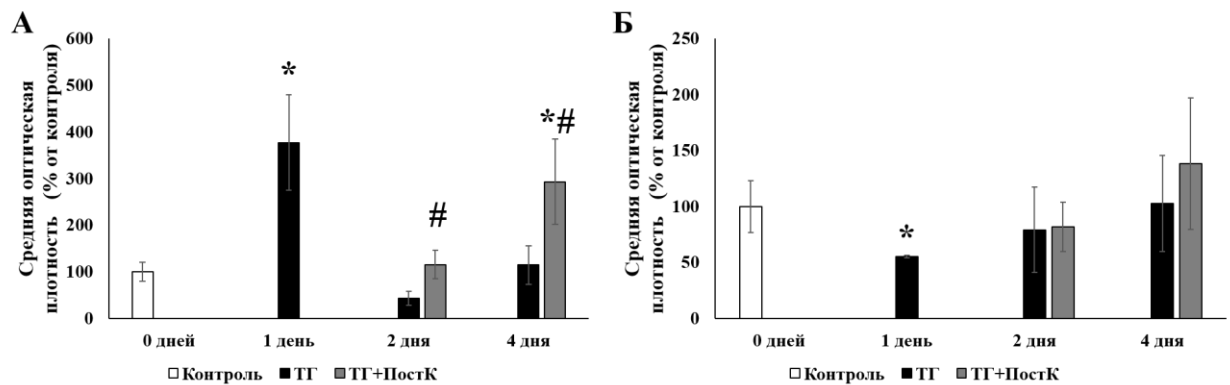 А
Средняя оптическая
плотность (% от контроля)
600
500
400
300
200
100
0
*
#
*#
0 дней
1 день
2 дня
4 дня
Контроль ТГ ТГ+ПостК
Б
Средняя оптическая
плотность (% от контроля)
250
200
150
100
50
0
*
0 дней
1 день
2 дня
4 дня
Контроль ТГ ТГ+ПостК